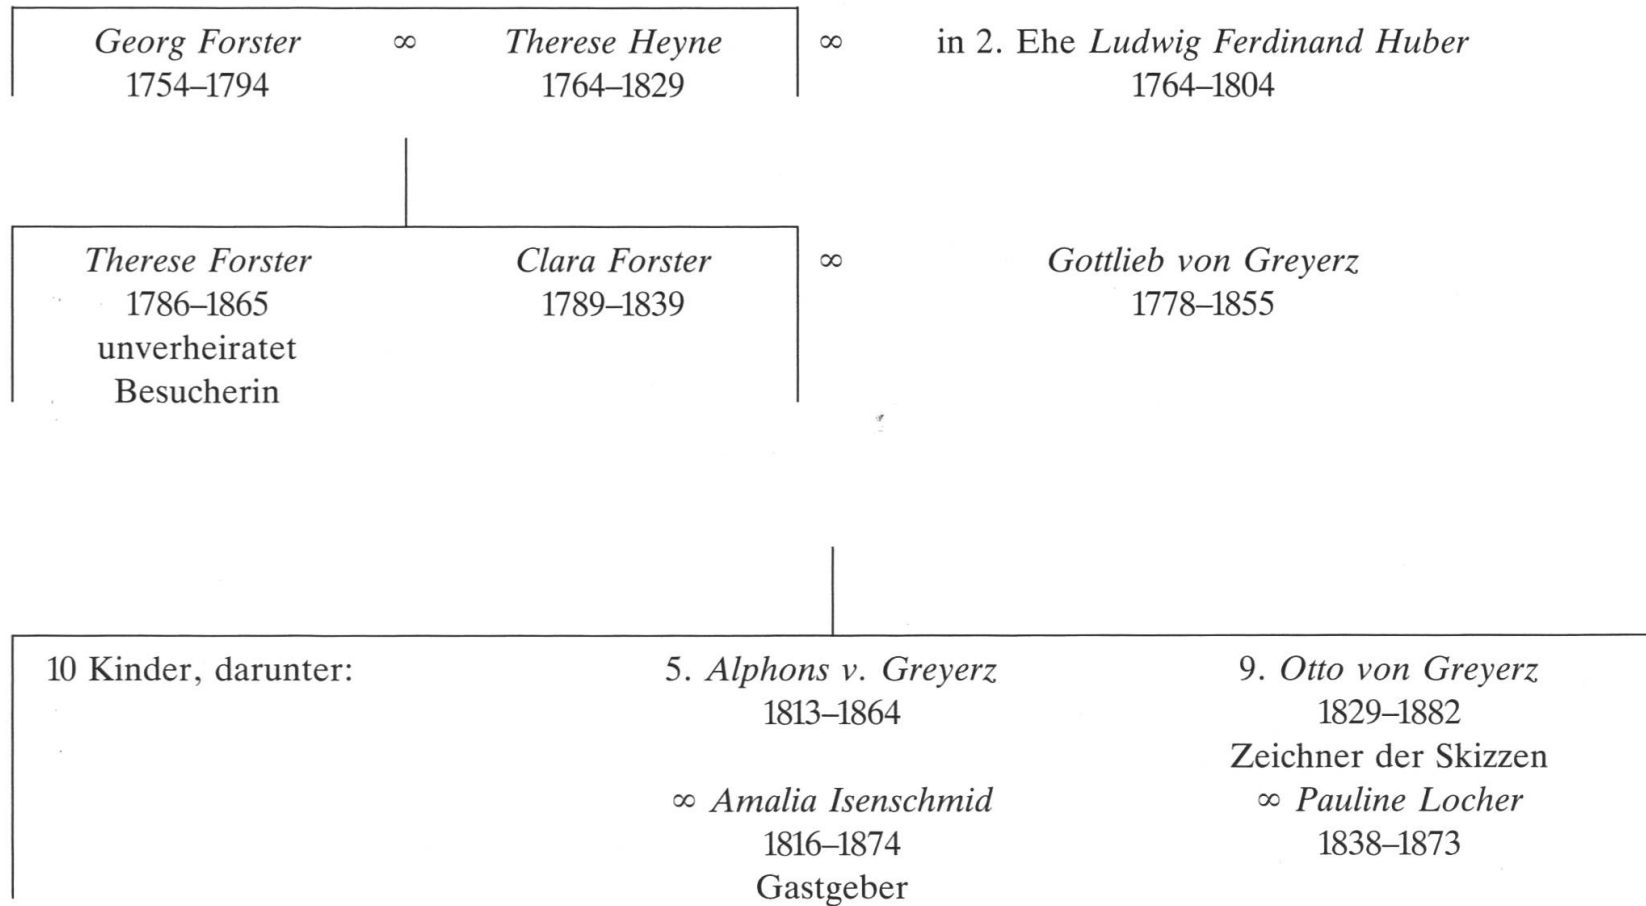 Georg Forster ∞ Therese Heyne ∞ in 2. Ehe Ludwig Ferdinand Huber
1754–1794 1764–1829 1764–1804
Therese Forster Clara Forster ∞ Gottlieb von Greyerz
1786–1865 1789–1839 1778–1855
unverheiratet
Besucherin
10 Kinder, darunter: 5. Alphons v. Greyerz 9. Otto von Greyerz
1813–1864 1829–1882
Zeichner der Skizzen
∞ Amalia Isenschmid ∞ Pauline Locher
1816–1874 1838–1873
Gastgeber